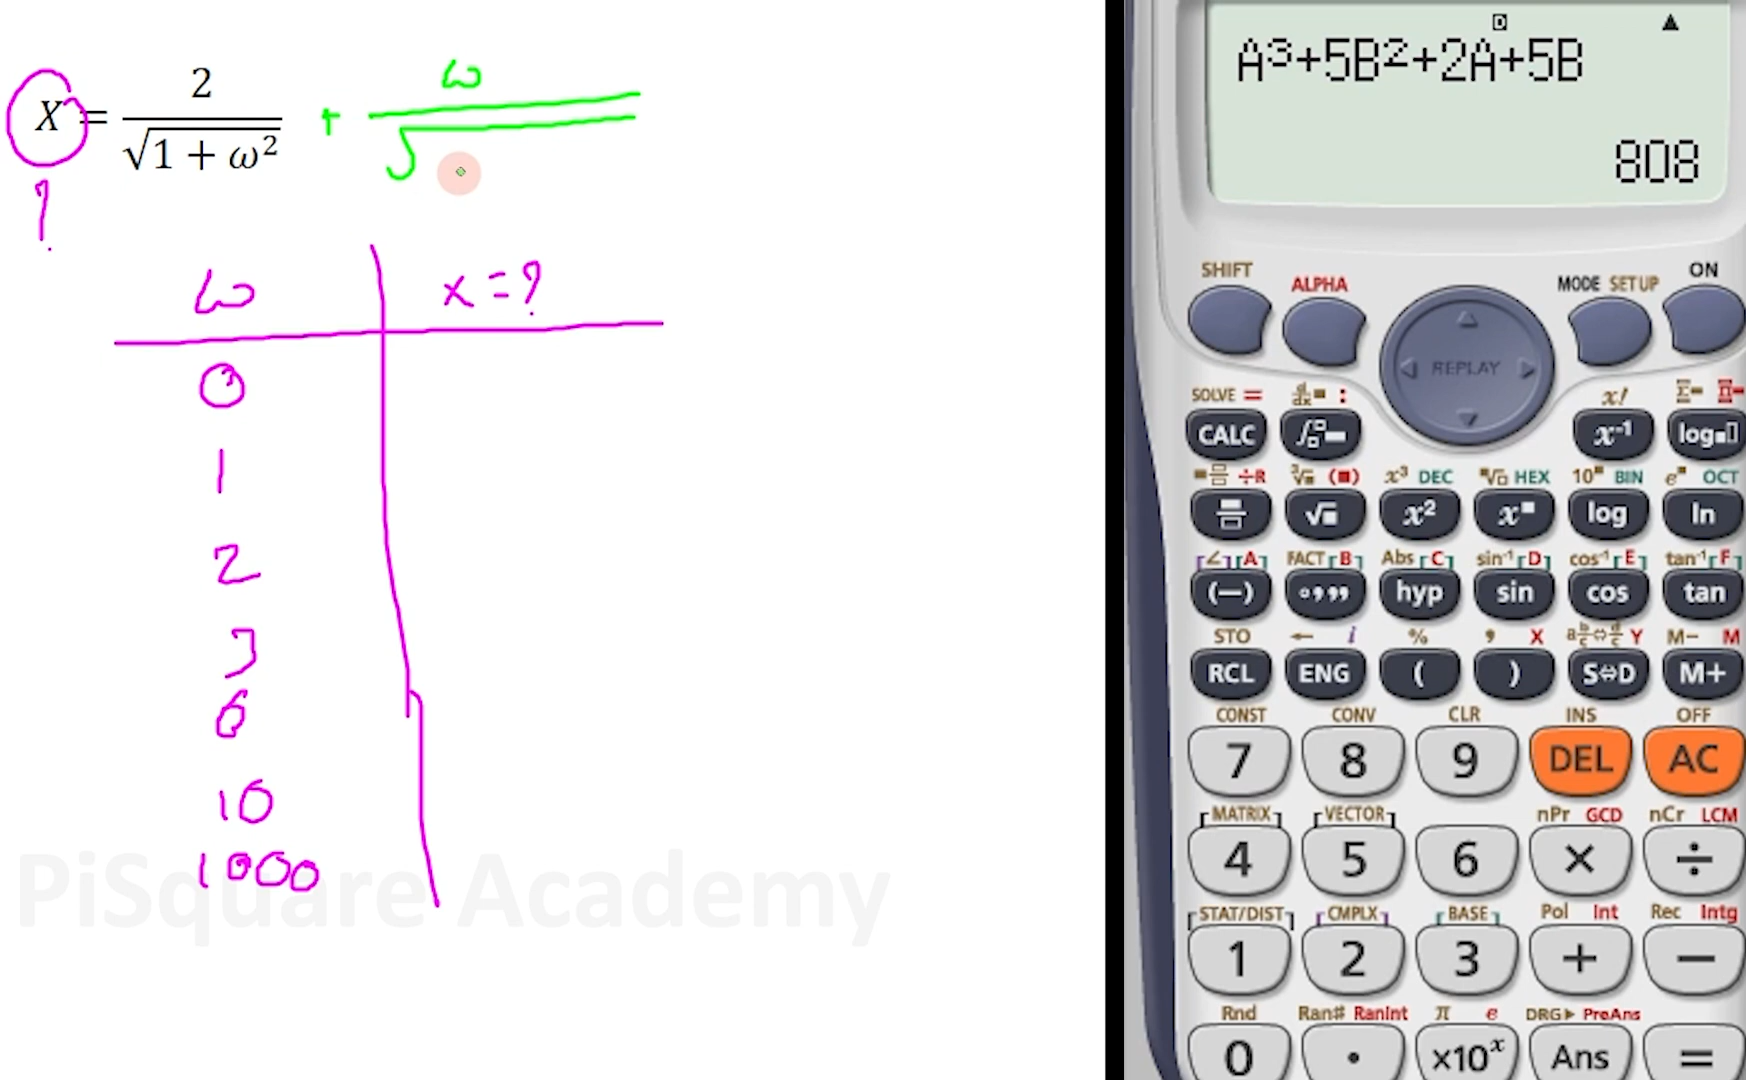 X = 2/√(1 + ω²) + ω/√
?
ω x = ?
0
1
2
3
6
10
1000
PiSquare Academy
A³+5B²+2A+5B
808
SHIFT ALPHA MODE SETUP ON
REPLAY
SOLVE = d/dx■ : x! Σ= Π=
CALC ∫ x⁻¹ log
÷R ³√ (■) x³ DEC √ HEX 10■ BIN e■ OCT
√■ x² x■ log ln
∠ A FACT B Abs C sin⁻¹ D cos⁻¹ E tan⁻¹ F
(−) °,,, hyp sin cos tan
STO ← i % , X a b/c⇔d/c Y M− M
RCL ENG ( ) S⇔D M+
CONST CONV CLR INS OFF
7 8 9 DEL AC
MATRIX VECTOR nPr GCD nCr LCM
4 5 6 × ÷
STAT/DIST CMPLX BASE Pol Int Rec Intg
1 2 3 + −
Rnd Ran# RanInt π e DRG▶ PreAns
0 . ×10ˣ Ans =